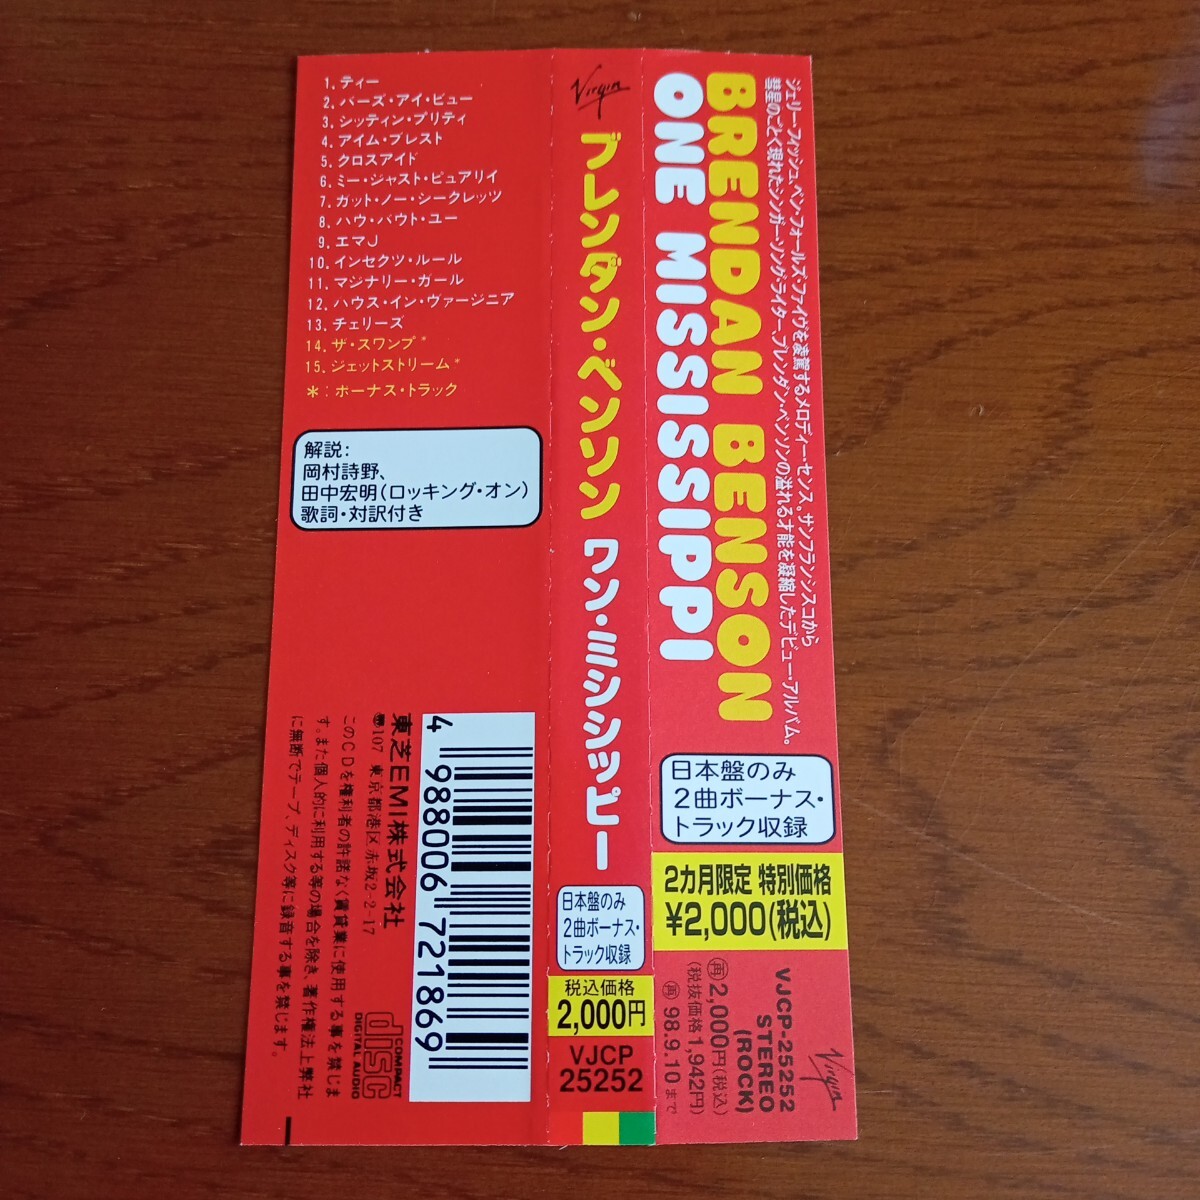 1. ティー
2. バーズ・アイ・ビュー
3. シッティン・プリティ
4. アイム・ブレスト
5. クロスアイド
6. ミー・ジャスト・ピュアリィ
7. ガット・ノー・シークレッツ
8. ハウ・バウト・ユー
9. エマJ
10. インセクツ・ルール
11. マジナリー・ガール
12. ハウス・イン・ヴァージニア
13. チェリーズ
14. ザ・スワンプ*
15. ジェットストリーム*
*：ボーナス・トラック
解説：
岡村詩野、
田中宏明(ロッキング・オン)
歌詞・対訳付き
4 988006 721869
東芝EMI株式会社
〒107 東京都港区赤坂2-2-17
このCDを権利者の許諾なく賃貸業に使用する事を禁じま
す。また個人的に利用する等の場合を除き、著作権法上弊社
に無断でテープ、ディスク等に録音する事を禁じます。
COMPACT
disc
DIGITAL AUDIO
Virgin
ブレンダン・ベンソン ワン・ミシシッピー
日本盤のみ
2曲ボーナス・
トラック収録
税込価格
2,000円
VJCP
25252
ジェリー・フィッシュ、ベン・フォールズ・ファイヴを凌駕するメロディー・センス。サンフランシスコから
彗星のごとく現れたシンガー・ソング・ライター、ブレンダン・ベンソンの溢れる才能を凝縮したデビュー・アルバム。
BRENDAN BENSON
ONE MISSISSIPPI
日本盤のみ
2曲ボーナス・
トラック収録
2カ月限定 特別価格
¥2,000(税込)
VJCP-25252
STEREO
(ROCK)
再 2,000円(税込)
(税抜価格1,942円)
再 98.9.10まで
Virgin